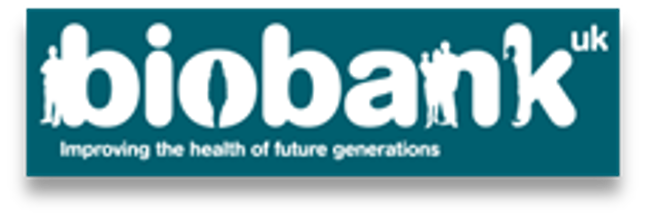 biobank uk
Improving the health of future generations